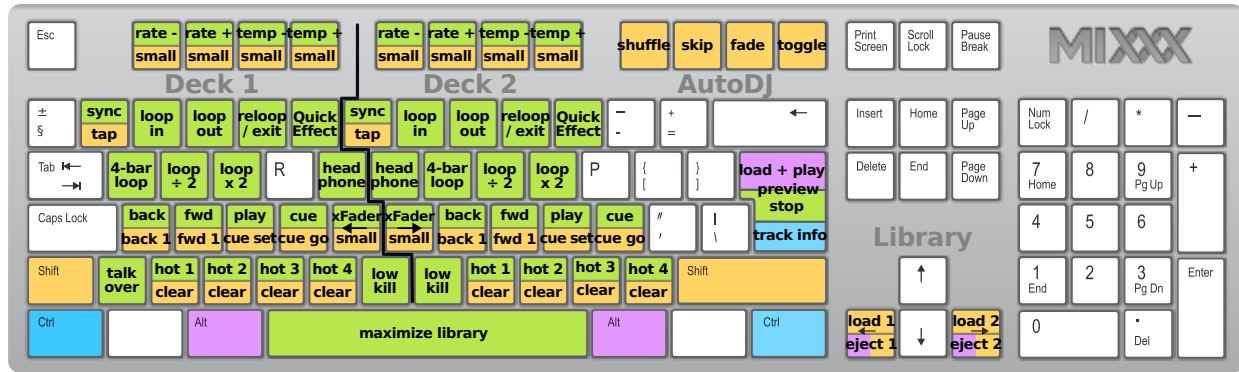 Esc
rate - rate + temp - temp +
small small small small
rate - rate + temp - temp +
small small small small
shuffle skip fade toggle
Print Screen
Scroll Lock
Pause Break
MIXXX
Deck 1
Deck 2
AutoDJ
±
§
sync
tap
loop in
loop out
reloop / exit
Quick Effect
sync
tap
loop in
loop out
reloop / exit
Quick Effect
–
-
+
=
←
Insert
Home
Page Up
Num Lock
/
*
—
Tab
4-bar loop
loop ÷ 2
loop x 2
R
head phone
head phone
4-bar loop
loop ÷ 2
loop x 2
P
{
[
}
]
load + play
preview
stop
track info
Delete
End
Page Down
7
Home
8
9
Pg Up
+
Caps Lock
back
back 1
fwd
fwd 1
play
cue set
cue
cue go
xFader
←
small
xFader
→
small
back
back 1
fwd
fwd 1
play
cue set
cue
cue go
"
'
|
\
Library
4
5
6
Shift
talk over
hot 1
clear
hot 2
clear
hot 3
clear
hot 4
clear
low kill
low kill
hot 1
clear
hot 2
clear
hot 3
clear
hot 4
clear
Shift
↑
1
End
2
3
Pg Dn
Enter
Ctrl
Alt
maximize library
Alt
Ctrl
load 1
←
eject 1
↓
load 2
→
eject 2
0
.
Del